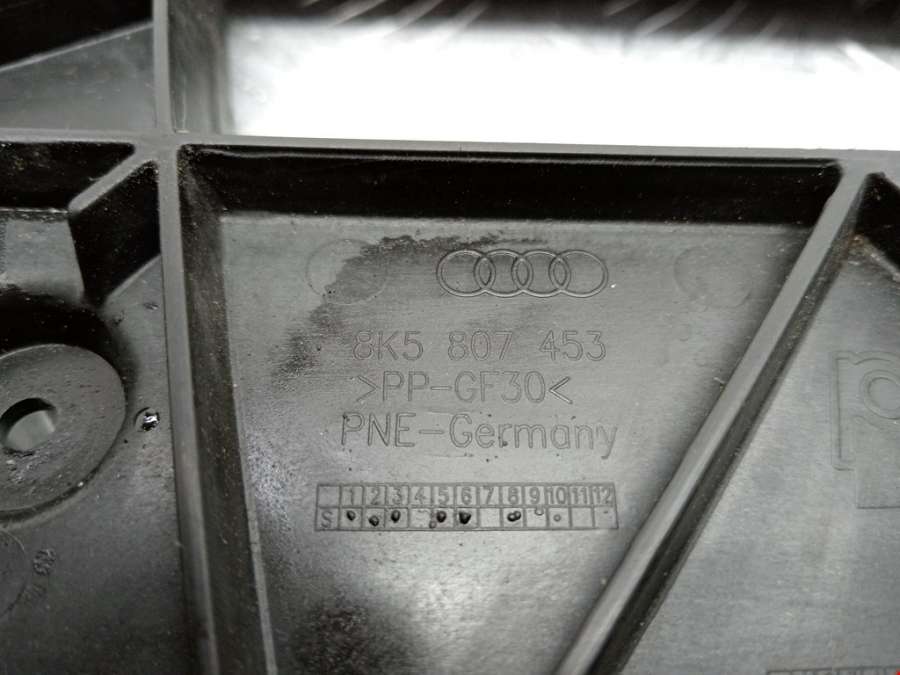 8K5 807 453
>PP-GF30<
PNE-Germany
1 2 3 4 5 6 7 8 9 10 11 12
S